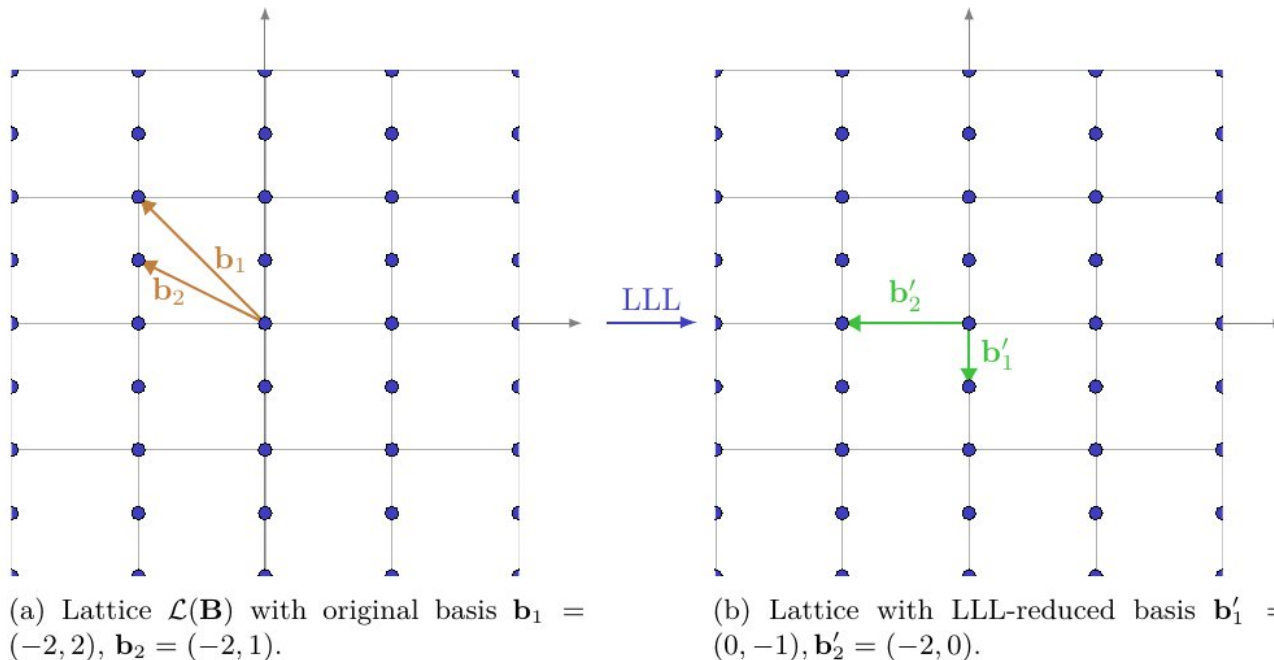 b₁
b₂
LLL
b′₂
b′₁
(a) Lattice ℒ(B) with original basis b₁ =
(−2, 2), b₂ = (−2, 1).
(b) Lattice with LLL-reduced basis b′₁ =
(0, −1), b′₂ = (−2, 0).